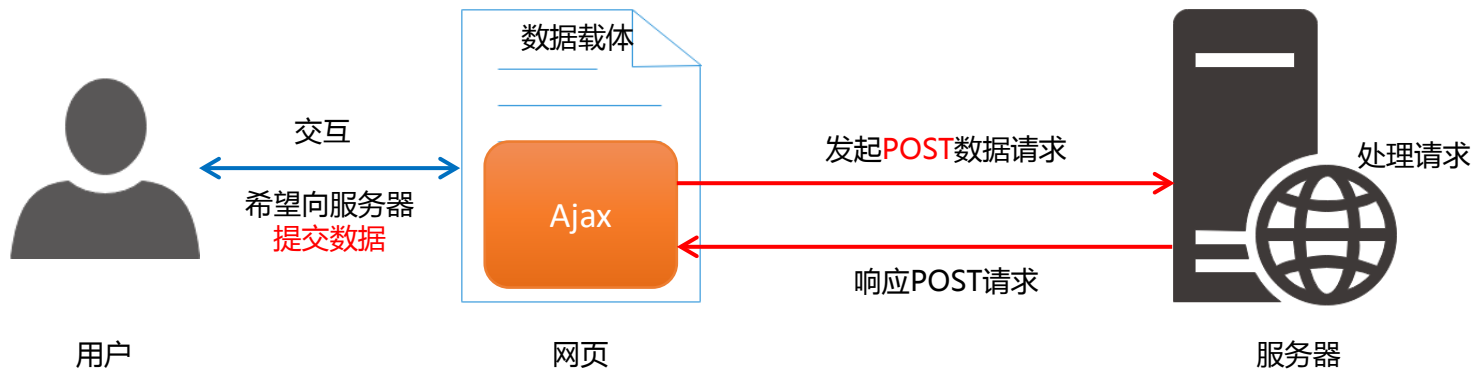 数据载体
交互
希望向服务器
提交数据
Ajax
发起POST数据请求
响应POST请求
处理请求
用户
网页
服务器